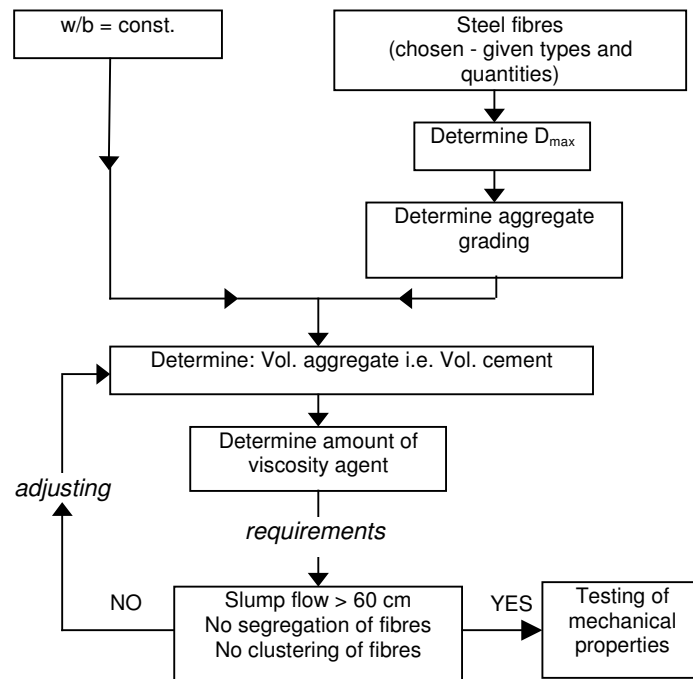 w/b = const.
Steel fibres
(chosen - given types and
quantities)
Determine Dmax
Determine aggregate
grading
Determine: Vol. aggregate i.e. Vol. cement
Determine amount of
viscosity agent
adjusting
requirements
NO
Slump flow > 60 cm
No segregation of fibres
No clustering of fibres
YES
Testing of
mechanical
properties